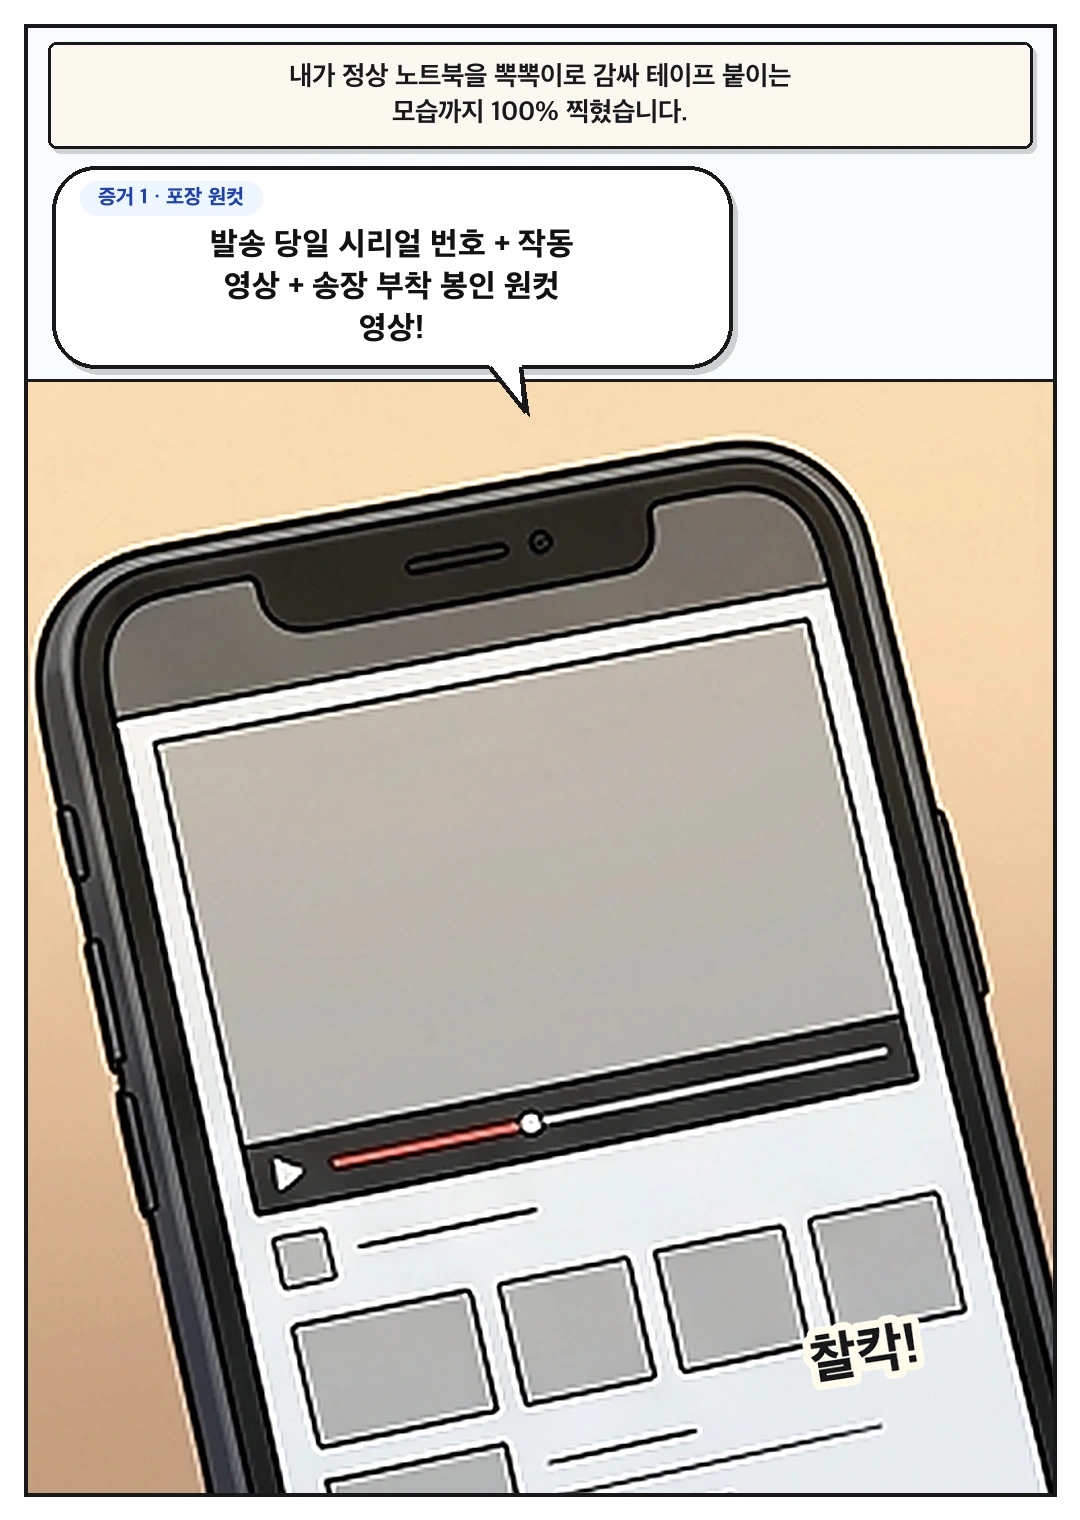 내가 정상 노트북을 뽁뽁이로 감싸 테이프 붙이는
모습까지 100% 찍혔습니다.
증거 1 · 포장 원컷
발송 당일 시리얼 번호 + 작동
영상 + 송장 부착 봉인 원컷
영상!
찰칵!